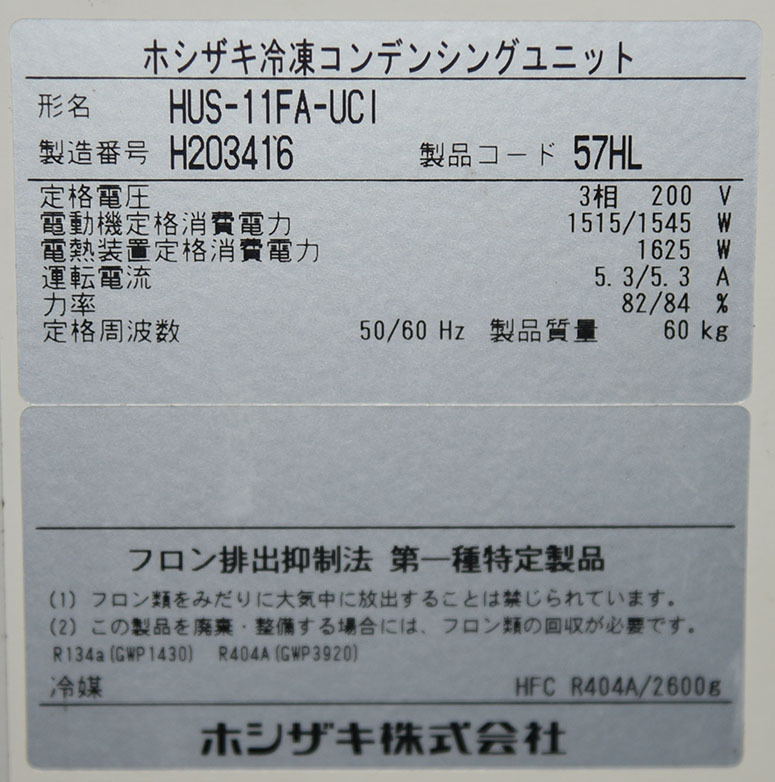 ホシザキ冷凍コンデンシングユニット
形名 HUS-11FA-UCI
製造番号 H203416 製品コード 57HL
定格電圧 3相 200 V
電動機定格消費電力 1515/1545 W
電熱装置定格消費電力 1625 W
運転電流 5.3/5.3 A
力率 82/84 %
定格周波数 50/60 Hz 製品質量 60 kg
フロン排出抑制法 第一種特定製品
(1) フロン類をみだりに大気中に放出することは禁じられています。
(2) この製品を廃棄・整備する場合には、フロン類の回収が必要です。
R134a(GWP1430) R404A(GWP3920)
冷媒 HFC R404A/2600g
ホシザキ株式会社